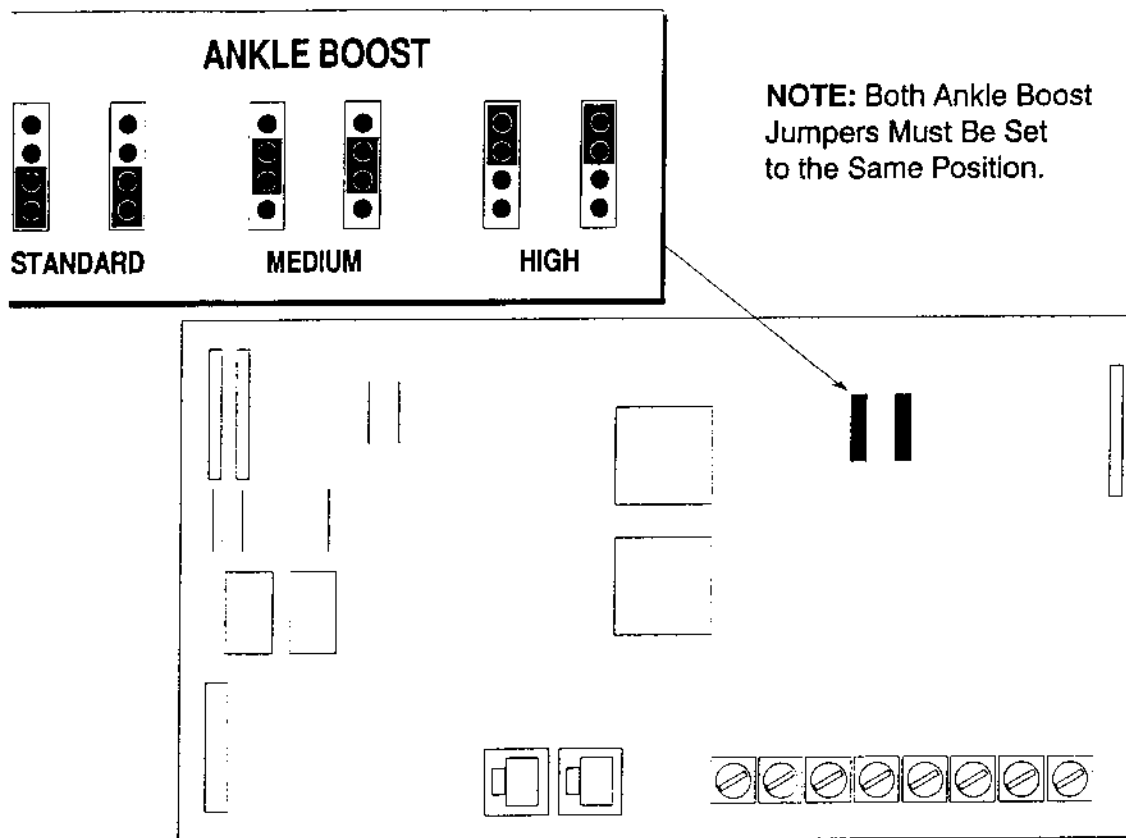 ANKLE BOOST
STANDARD
MEDIUM
HIGH
NOTE: Both Ankle Boost
Jumpers Must Be Set
to the Same Position.